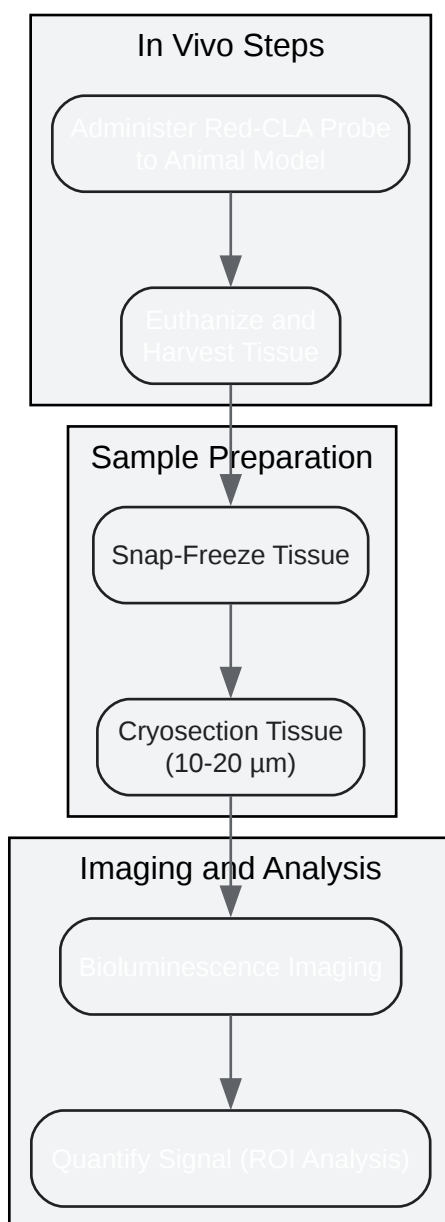 In Vivo Steps
Administer Red-CLA Probe
to Animal Model
Euthanize and
Harvest Tissue
Sample Preparation
Snap-Freeze Tissue
Cryosection Tissue
(10-20 µm)
Imaging and Analysis
Bioluminescence Imaging
Quantify Signal (ROI Analysis)